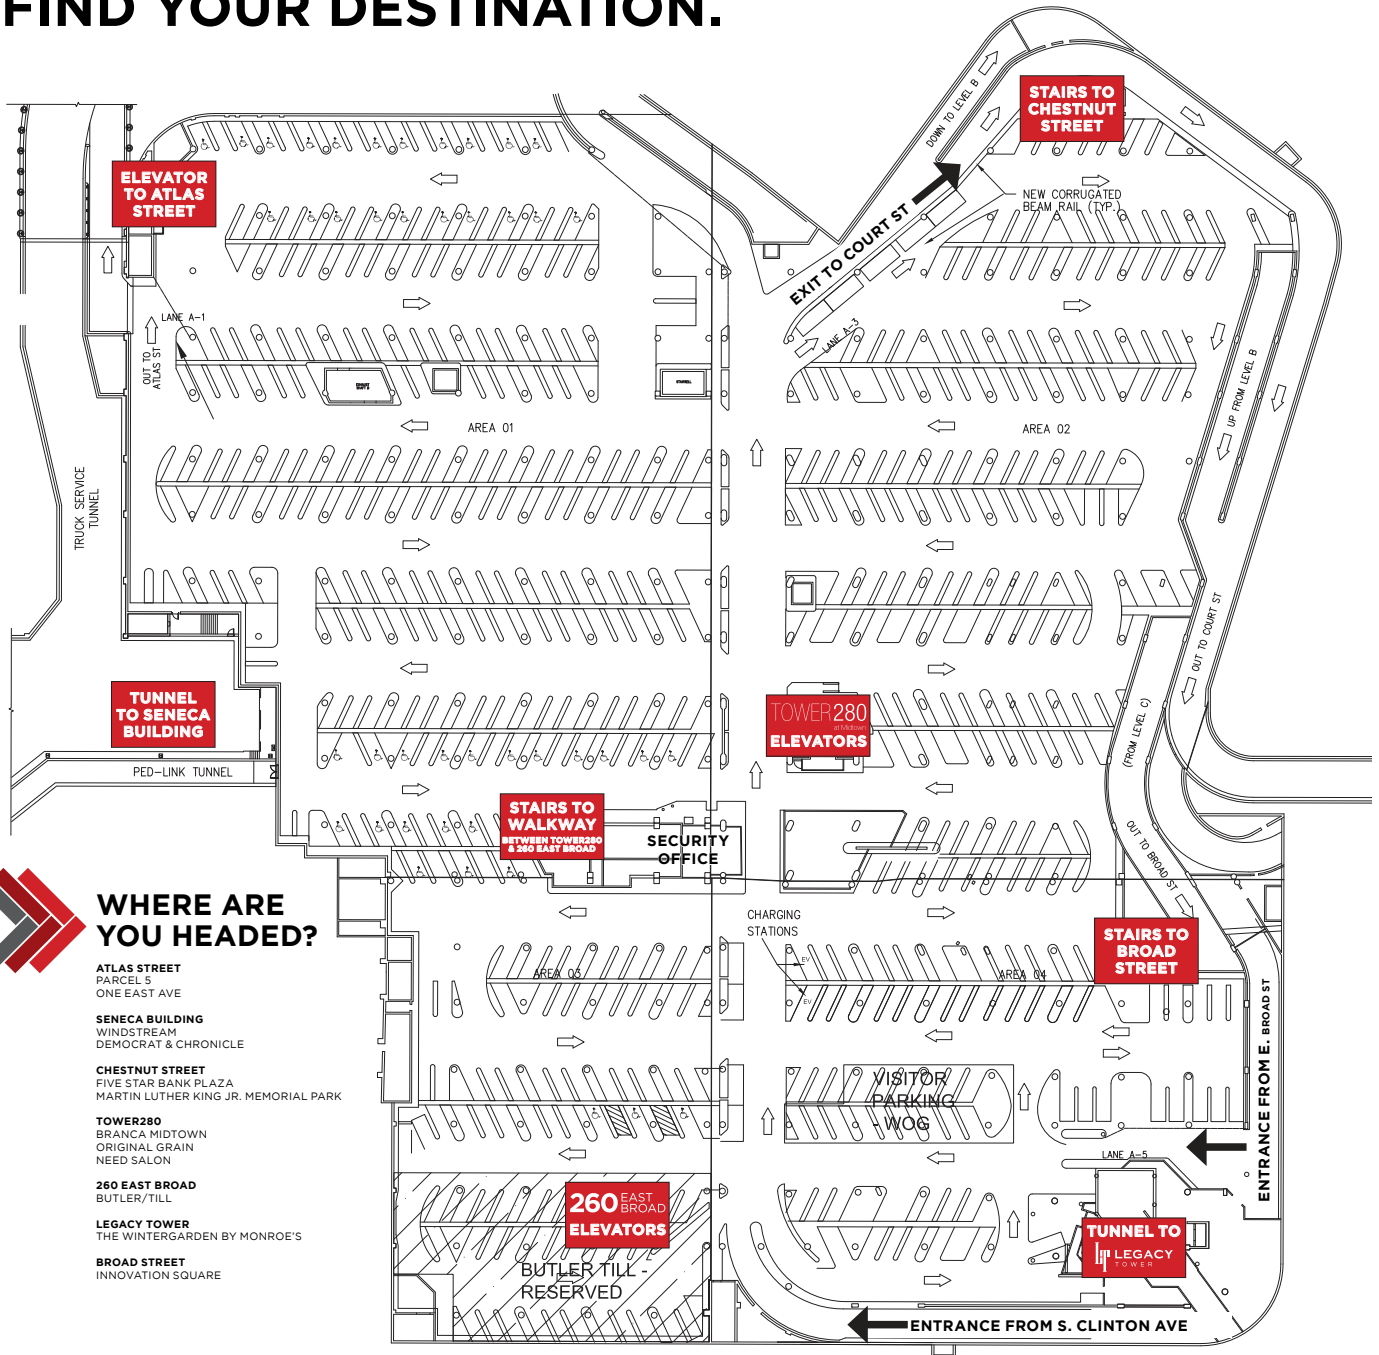 FIND YOUR DESTINATION.
DOWN TO LEVEL B
STAIRS TO
CHESTNUT
STREET
ELEVATOR
TO ATLAS
STREET
NEW CORRUGATED
BEAM RAIL (TYP.)
EXIT TO COURT ST
LANE A-1
LANE A-3
OUT TO
ATLAS ST
STAIRWELL
UP FROM LEVEL B
AREA 01
AREA 02
TRUCK SERVICE
TUNNEL
OUT TO COURT ST
TUNNEL
TO SENECA
BUILDING
TOWER280
at Midtown
ELEVATORS
(FROM LEVEL C)
PED-LINK TUNNEL
STAIRS TO
WALKWAY
BETWEEN TOWER280
& 260 EAST BROAD
SECURITY
OFFICE
OUT TO BROAD ST
WHERE ARE
YOU HEADED?
ATLAS STREET
PARCEL 5
ONE EAST AVE
SENECA BUILDING
WINDSTREAM
DEMOCRAT & CHRONICLE
CHESTNUT STREET
FIVE STAR BANK PLAZA
MARTIN LUTHER KING JR. MEMORIAL PARK
TOWER280
BRANCA MIDTOWN
ORIGINAL GRAIN
NEED SALON
260 EAST BROAD
BUTLER/TILL
LEGACY TOWER
THE WINTERGARDEN BY MONROE'S
BROAD STREET
INNOVATION SQUARE
CHARGING
STATIONS
EV
EV
STAIRS TO
BROAD
STREET
AREA 03
AREA 04
ENTRANCE FROM E. BROAD ST
VISITOR
PARKING
- WOG
LANE A-5
260 EAST BROAD
ELEVATORS
BUTLER TILL -
RESERVED
TUNNEL TO
LT LEGACY
TOWER
ENTRANCE FROM S. CLINTON AVE